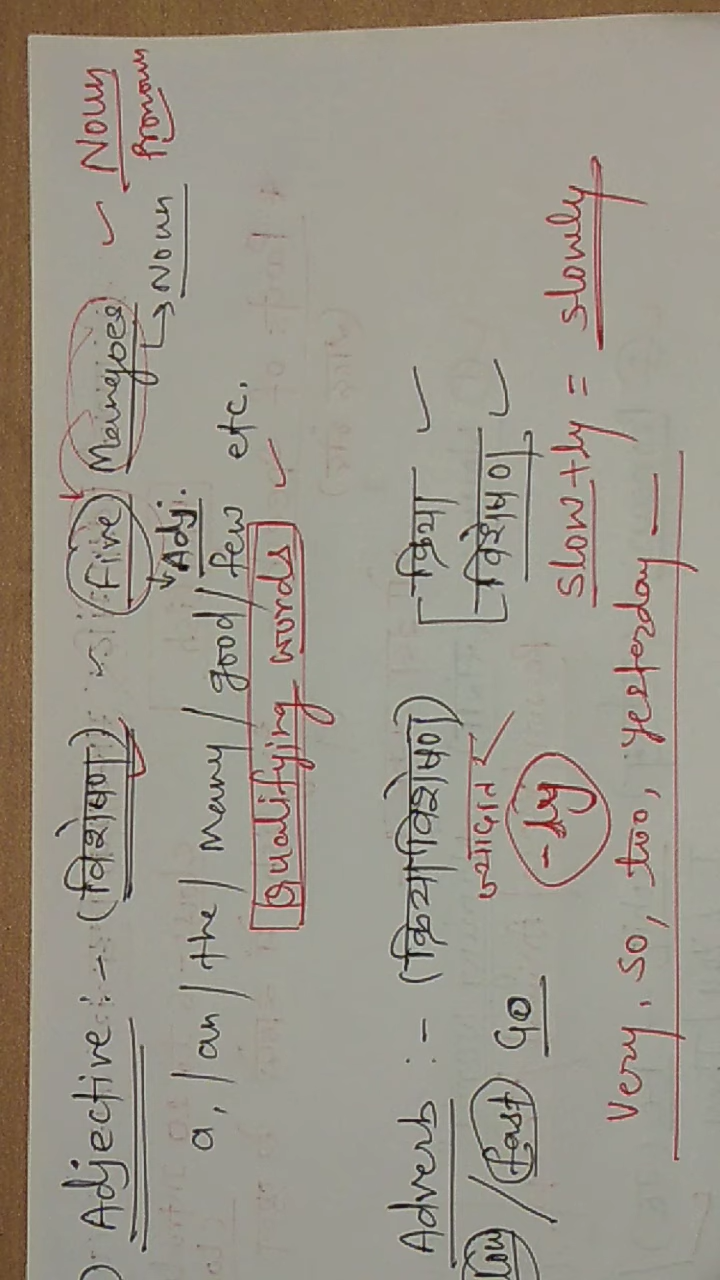 ) Adjective :- (विशेषण) Five Mangoes Noun
Pronoun
Adj. Noun
a, / an / the / many / good / few etc.
Qualifying words
Adverb :- (क्रियाविशेषण) [क्रिया
विशेषण
/ fast Go ज्यादातर
-ly slow + ly = slowly
Very, so, too, yesterday —